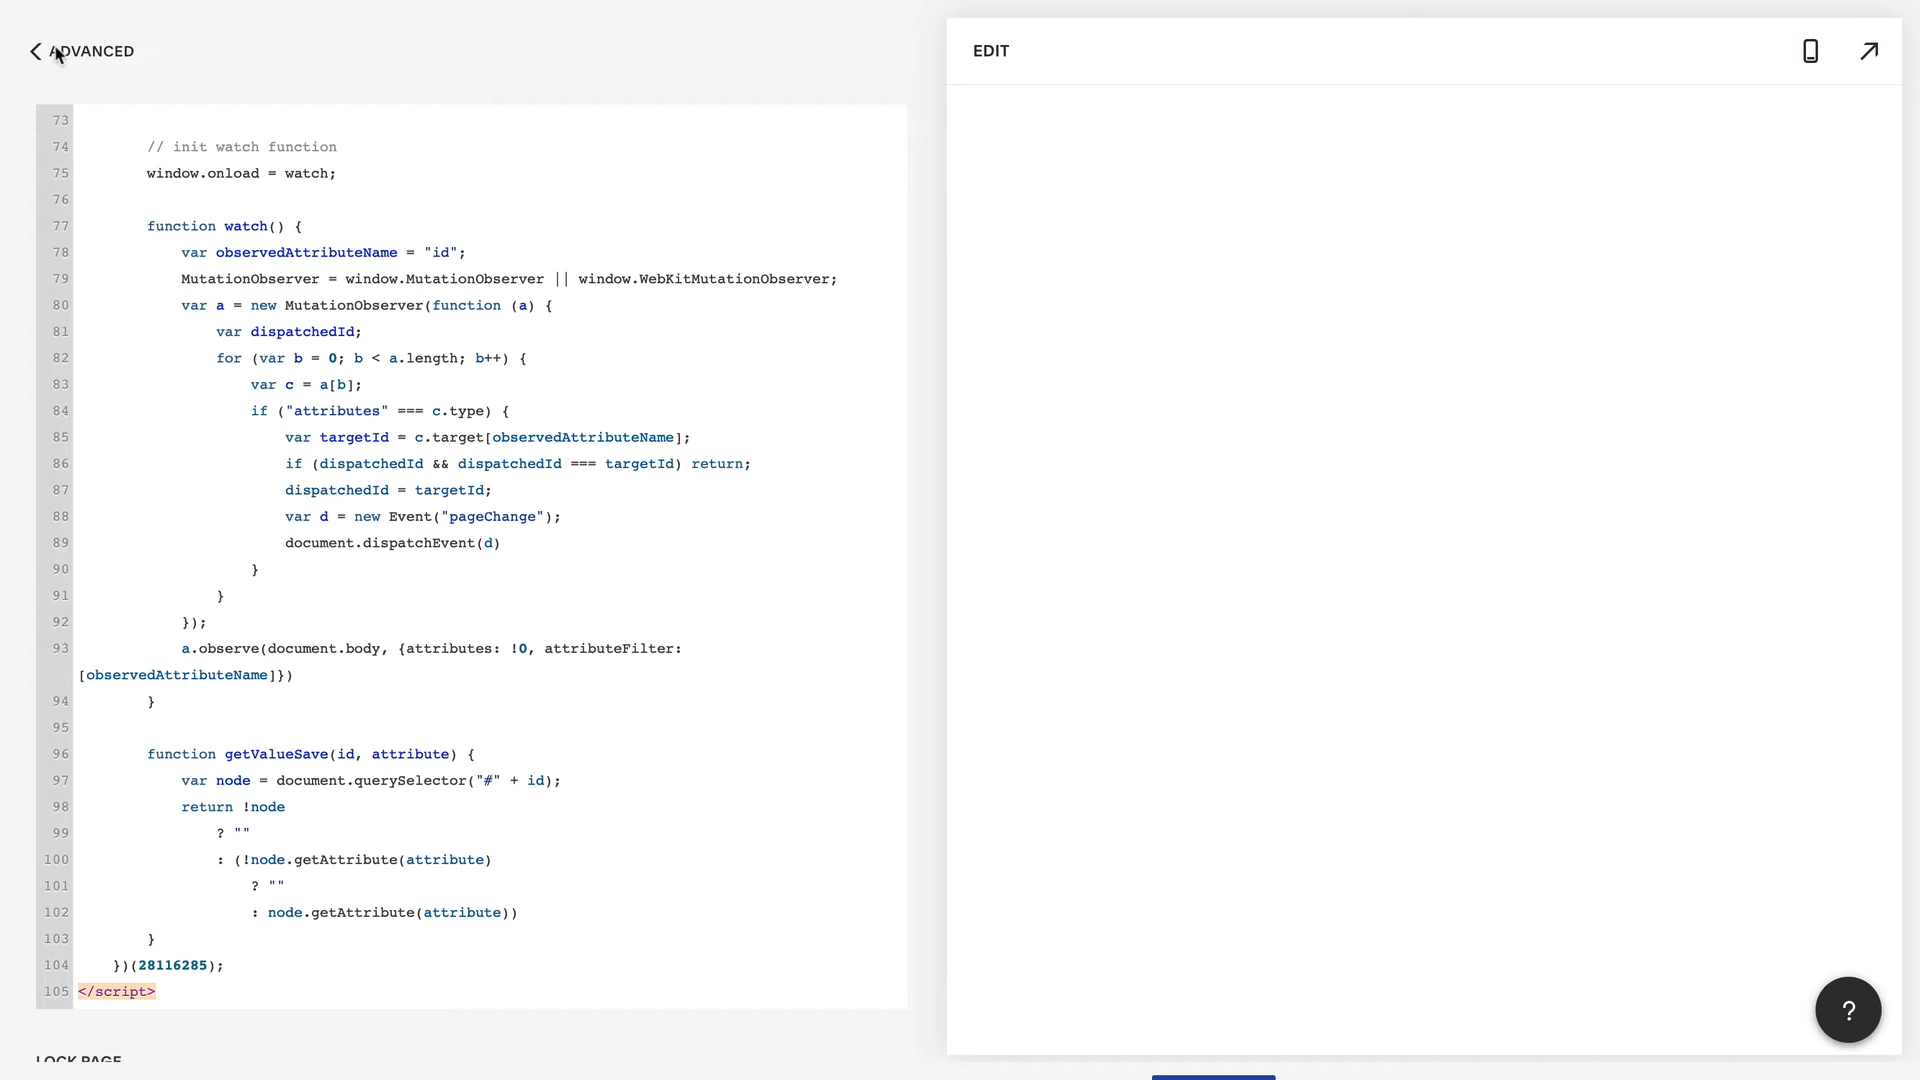 ADVANCED
EDIT
73
74 // init watch function
75 window.onload = watch;
76
77 function watch() {
78 var observedAttributeName = "id";
79 MutationObserver = window.MutationObserver || window.WebKitMutationObserver;
80 var a = new MutationObserver(function (a) {
81 var dispatchedId;
82 for (var b = 0; b < a.length; b++) {
83 var c = a[b];
84 if ("attributes" === c.type) {
85 var targetId = c.target[observedAttributeName];
86 if (dispatchedId && dispatchedId === targetId) return;
87 dispatchedId = targetId;
88 var d = new Event("pageChange");
89 document.dispatchEvent(d)
90 }
91 }
92 });
93 a.observe(document.body, {attributes: !0, attributeFilter:
[observedAttributeName]})
94 }
95
96 function getValueSave(id, attribute) {
97 var node = document.querySelector("#" + id);
98 return !node
99 ? ""
100 : (!node.getAttribute(attribute)
101 ? ""
102 : node.getAttribute(attribute))
103 }
104 })(28116285);
105 </script>
LOCK PAGE
?